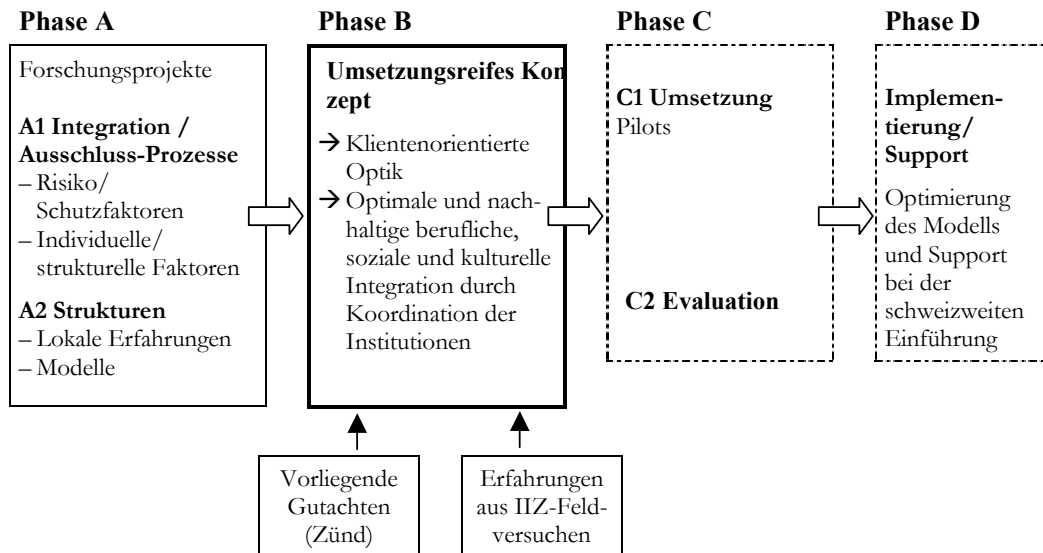 Phase A
Forschungsprojekte
A1 Integration /
Ausschluss-Prozesse
– Risiko/
Schutzfaktoren
– Individuelle/
strukturelle Faktoren
A2 Strukturen
– Lokale Erfahrungen
– Modelle
Phase B
Umsetzungsreifes Kon
zept
→ Klientenorientierte
Optik
→ Optimale und nach-
haltige berufliche,
soziale und kulturelle
Integration durch
Koordination der
Institutionen
Phase C
C1 Umsetzung
Pilots
C2 Evaluation
Phase D
Implemen-
tierung/
Support
Optimierung
des Modells
und Support
bei der
schweizweiten
Einführung
Vorliegende
Gutachten
(Zünd)
Erfahrungen
aus IIZ-Feld-
versuchen